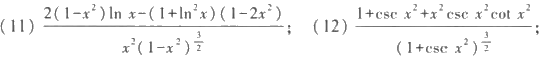 (11) \frac{2(1-x^2)\ln x-(1+\ln^2 x)(1-2x^2)}{x^2(1-x^2)^{\frac{3}{2}}}; (12) \frac{1+\csc x^2+x^2\csc x^2\cot x^2}{(1+\csc x^2)^{\frac{3}{2}}};